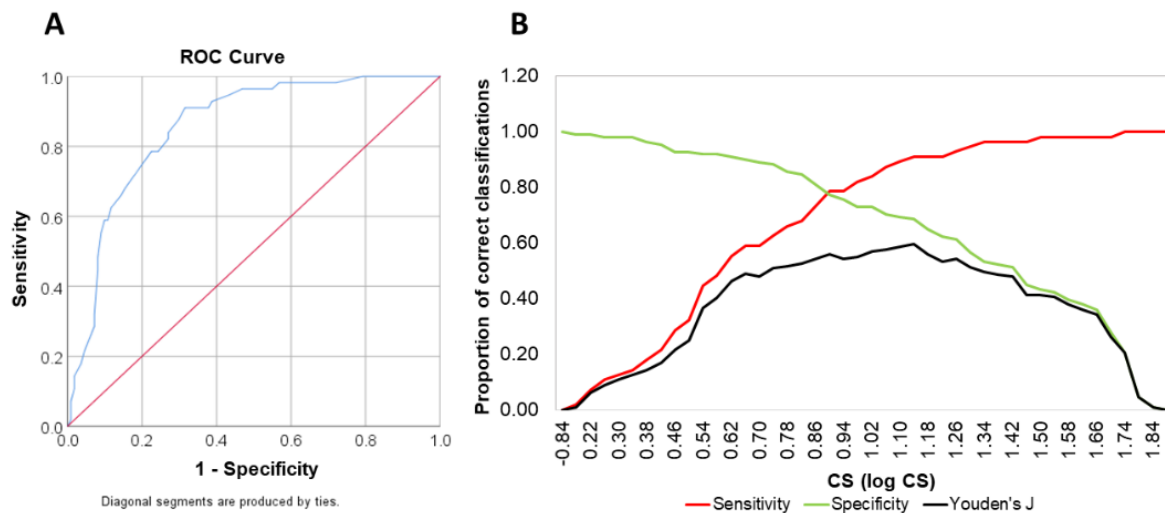 A
ROC Curve
Sensitivity
1.0
0.8
0.6
0.4
0.2
0.0
0.0 0.2 0.4 0.6 0.8 1.0
1 - Specificity
Diagonal segments are produced by ties.
B
Proportion of correct classifications
1.20
1.00
0.80
0.60
0.40
0.20
0.00
-0.84 0.22 0.30 0.38 0.46 0.54 0.62 0.70 0.78 0.86 0.94 1.02 1.10 1.18 1.26 1.34 1.42 1.50 1.58 1.66 1.74 1.84
CS (log CS)
Sensitivity Specificity Youden's J